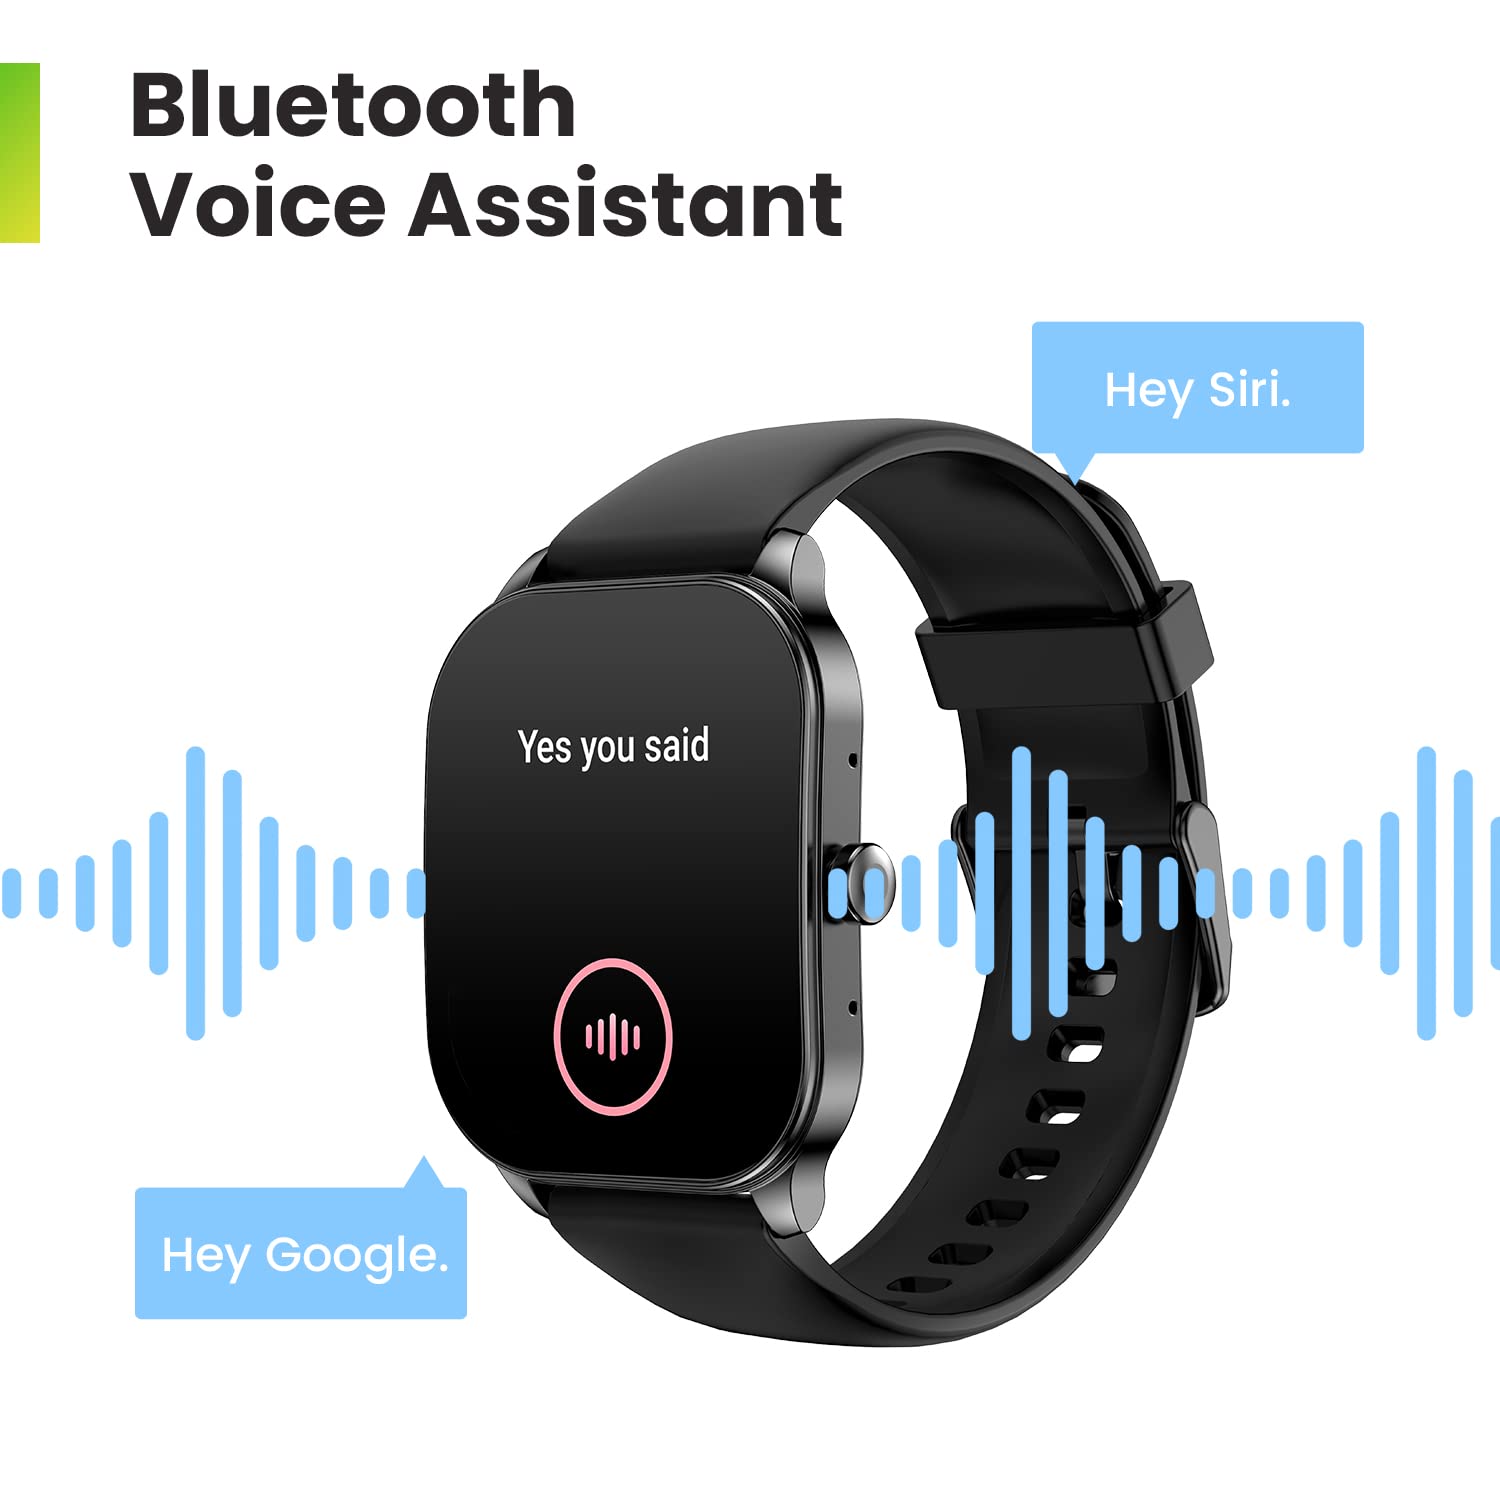 Bluetooth
Voice Assistant
Hey Siri.
Yes you said
Hey Google.